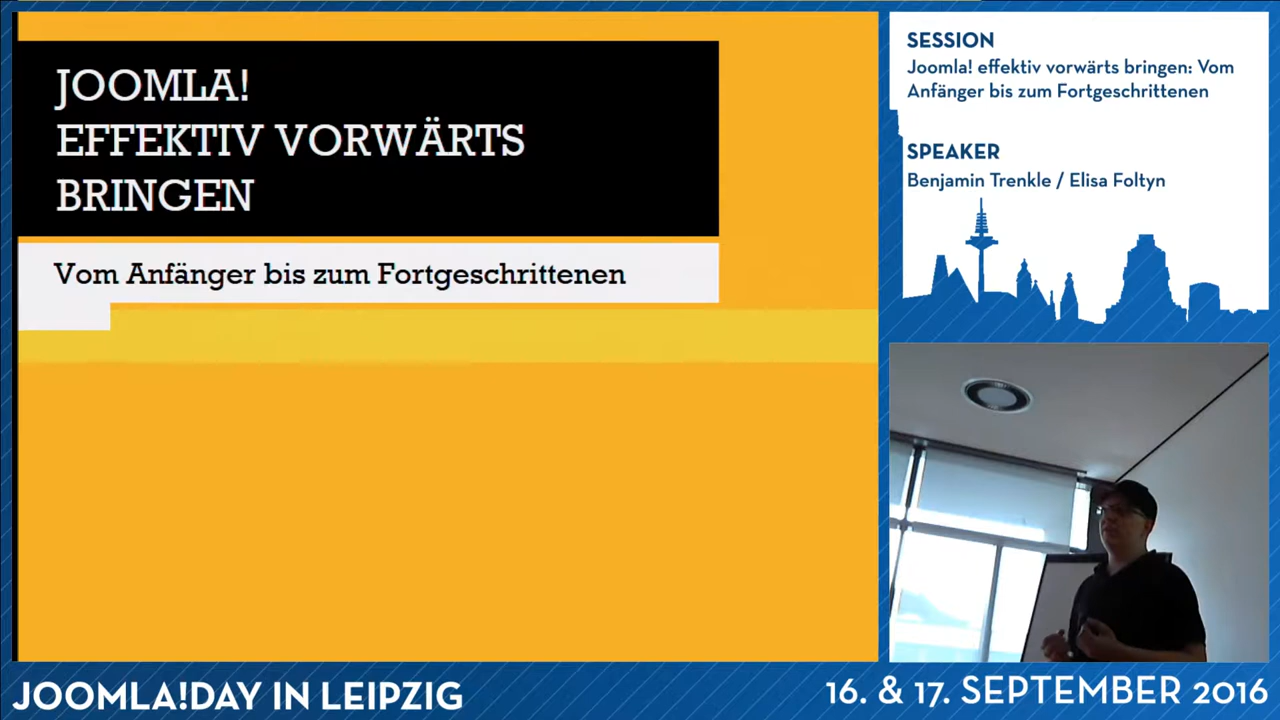 JOOMLA!
EFFEKTIV VORWÄRTS
BRINGEN
Vom Anfänger bis zum Fortgeschrittenen
SESSION
Joomla! effektiv vorwärts bringen: Vom
Anfänger bis zum Fortgeschrittenen
SPEAKER
Benjamin Trenkle / Elisa Foltyn
JOOMLA!DAY IN LEIPZIG
16. & 17. SEPTEMBER 2016